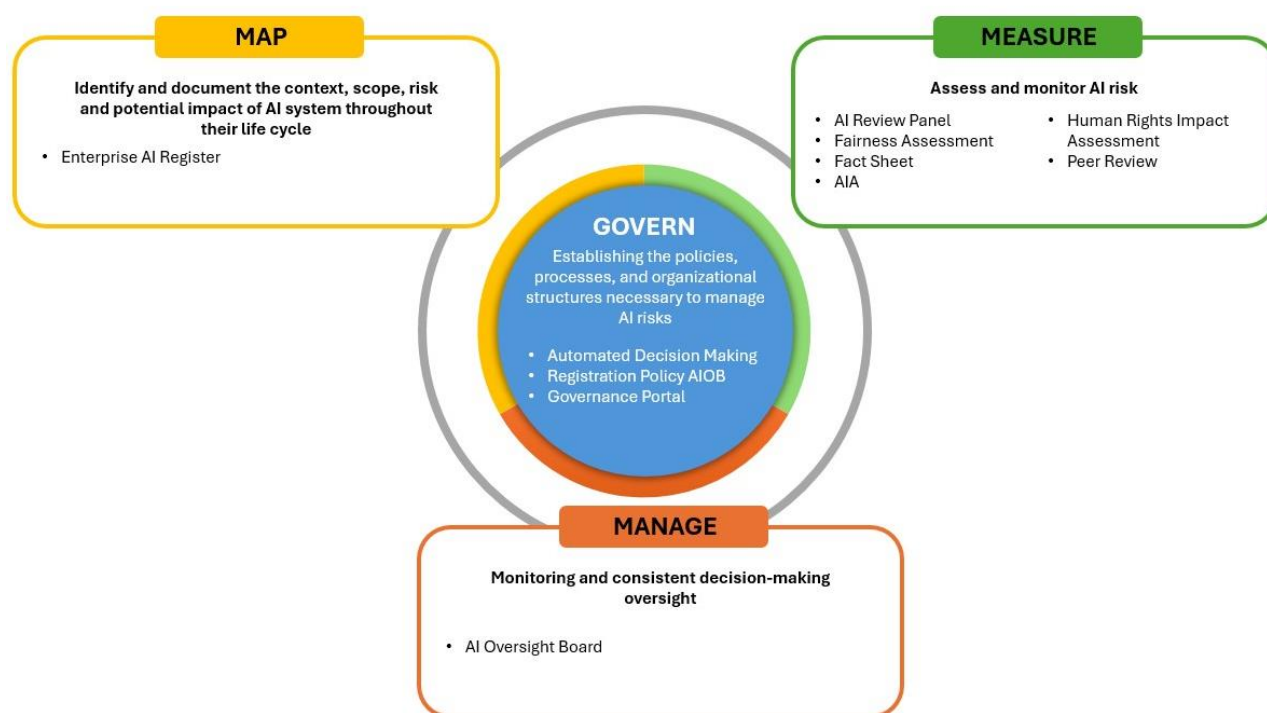 MAP
Identify and document the context, scope, risk
and potential impact of AI system throughout
their life cycle
• Enterprise AI Register
MEASURE
Assess and monitor AI risk
• AI Review Panel
• Fairness Assessment
• Fact Sheet
• AIA
• Human Rights Impact
Assessment
• Peer Review
GOVERN
Establishing the policies,
processes, and organizational
structures necessary to manage
AI risks
• Automated Decision Making
• Registration Policy AIOB
• Governance Portal
MANAGE
Monitoring and consistent decision-making
oversight
• AI Oversight Board